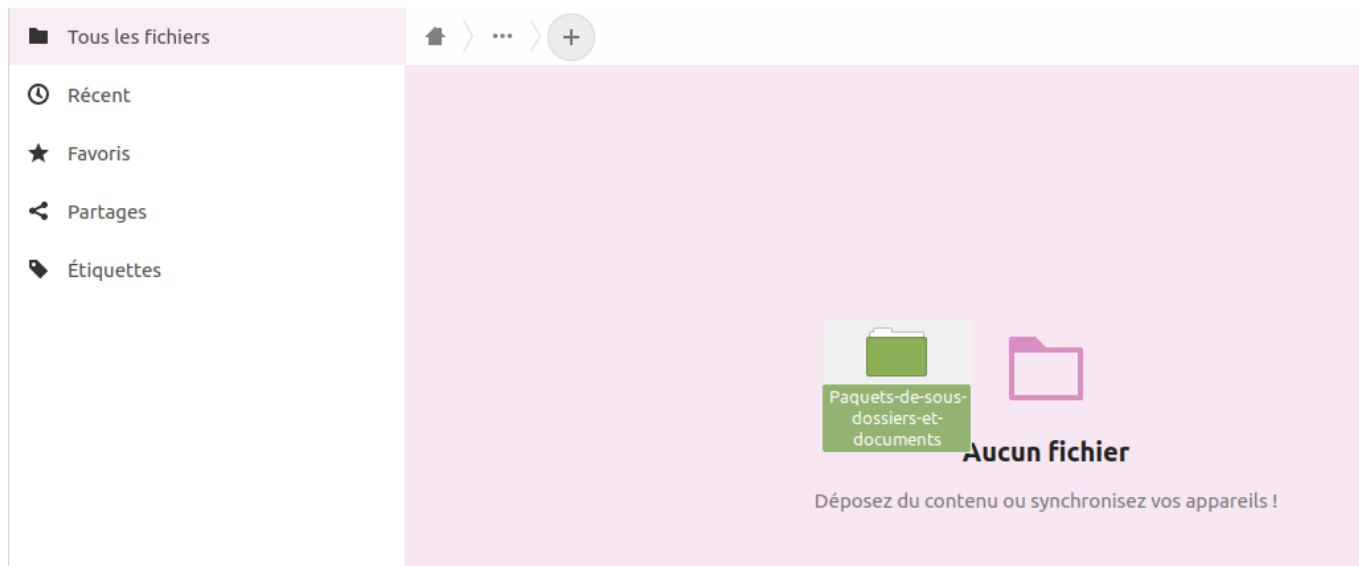 Tous les fichiers
Récent
Favoris
Partages
Étiquettes
Paquets-de-sous-
dossiers-et-
documents
Aucun fichier
Déposez du contenu ou synchronisez vos appareils !